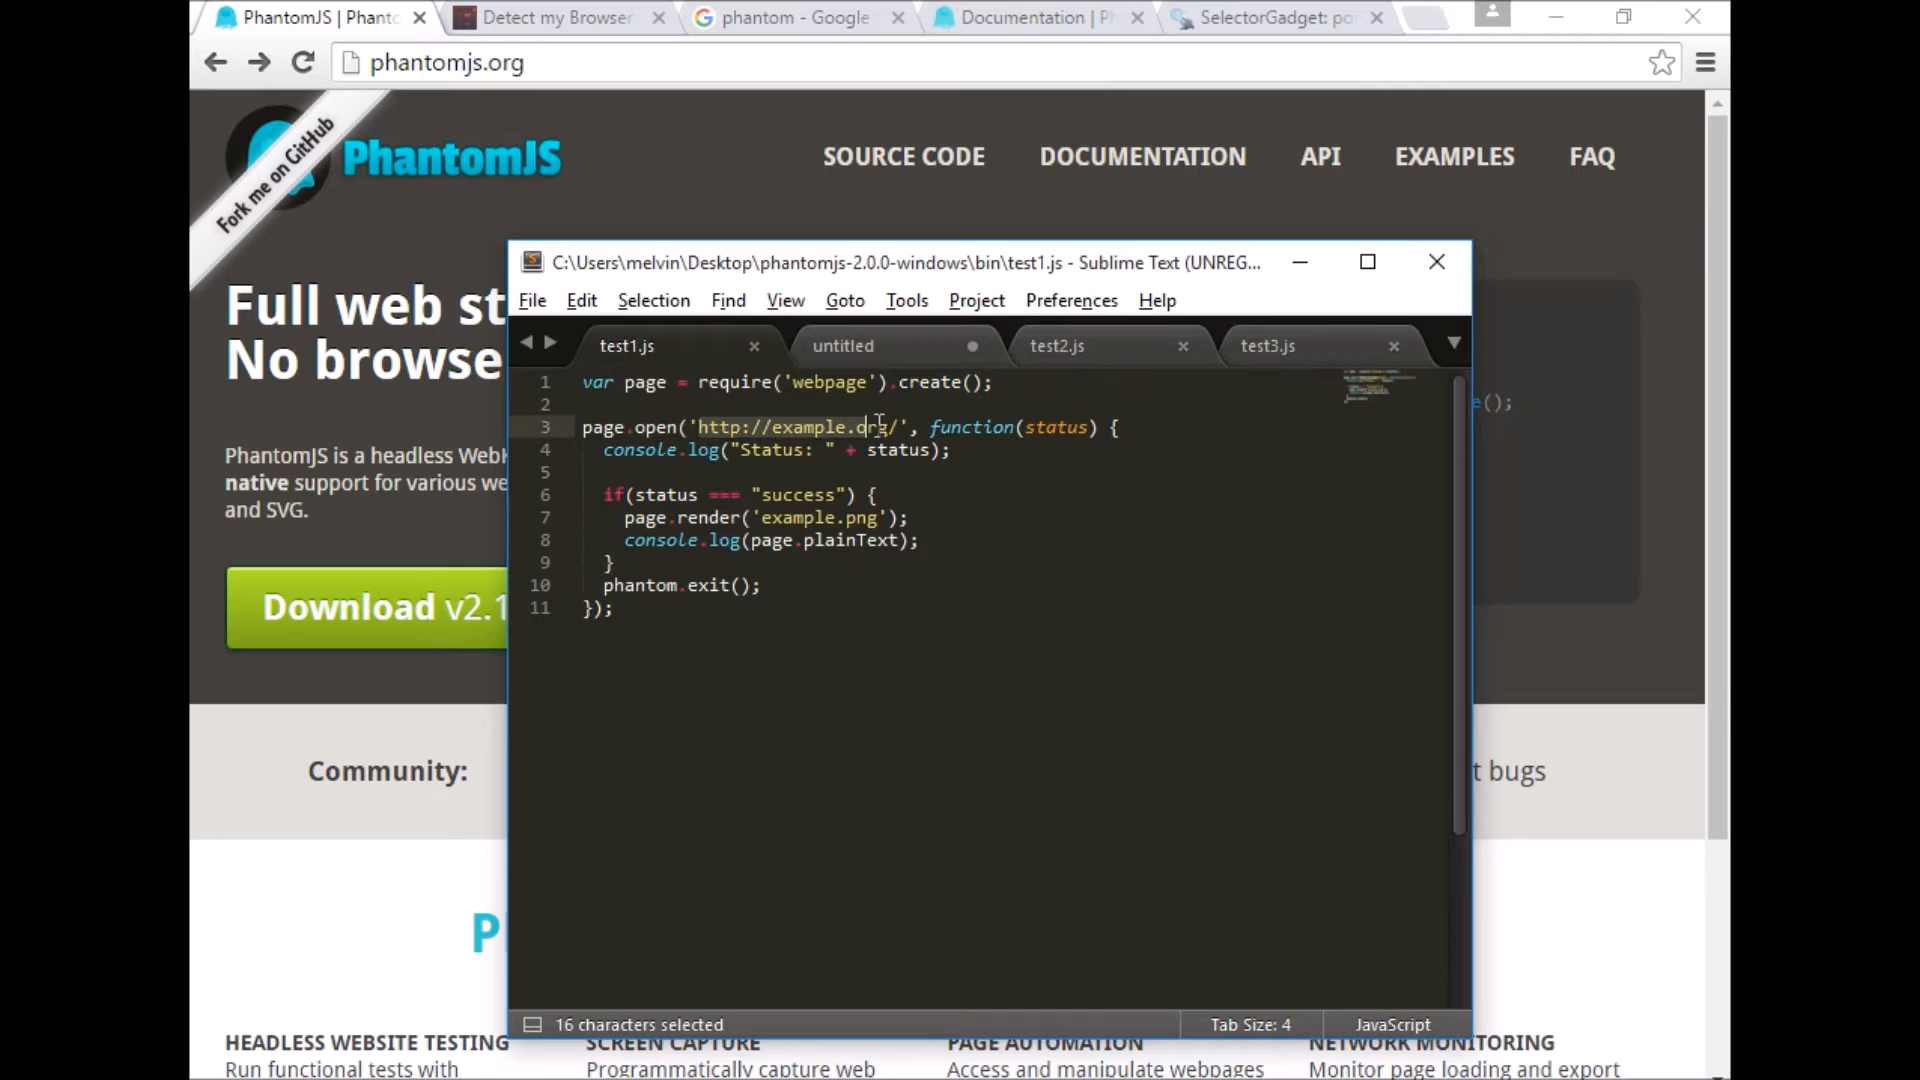 PhantomJS | Phanto
Detect my Browser
phantom - Google
Documentation | P
SelectorGadget: po
phantomjs.org
Fork me on GitHub
PhantomJS
SOURCE CODE
DOCUMENTATION
API
EXAMPLES
FAQ
Full web st
No browse
PhantomJS is a headless Web
native support for various we
and SVG.
Download v2.1
e();
Community:
t bugs
P
HEADLESS WEBSITE TESTING
Run functional tests with
SCREEN CAPTURE
Programmatically capture web
PAGE AUTOMATION
Access and manipulate webpages
NETWORK MONITORING
Monitor page loading and export
C:\Users\melvin\Desktop\phantomjs-2.0.0-windows\bin\test1.js - Sublime Text (UNREG...
File Edit Selection Find View Goto Tools Project Preferences Help
test1.js
untitled
test2.js
test3.js
1 var page = require('webpage').create();
2
3 page.open('http://example.org/', function(status) {
4 console.log("Status: " + status);
5
6 if(status === "success") {
7 page.render('example.png');
8 console.log(page.plainText);
9 }
10 phantom.exit();
11 });
16 characters selected
Tab Size: 4
JavaScript